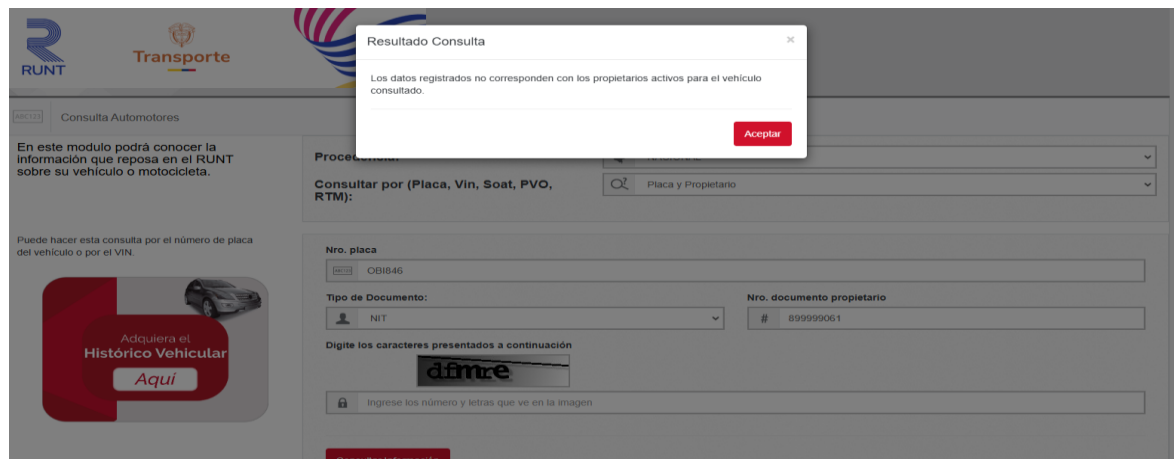 RUNT
Transporte
Resultado Consulta
×
Los datos registrados no corresponden con los propietarios activos para el vehículo
consultado.
Aceptar
ABC123
Consulta Automotores
En este modulo podrá conocer la
información que reposa en el RUNT
sobre su vehículo o motocicleta.
Procedencia:
Consultar por (Placa, Vin, Soat, PVO,
RTM):
Placa y Propietario
Puede hacer esta consulta por el número de placa
del vehículo o por el VIN.
Adquiera el
Histórico Vehicular
Aquí
Nro. placa
OBI846
Tipo de Documento:
NIT
Nro. documento propietario
# 899999061
Digite los caracteres presentados a continuación
dfmre
Ingrese los número y letras que ve en la imagen